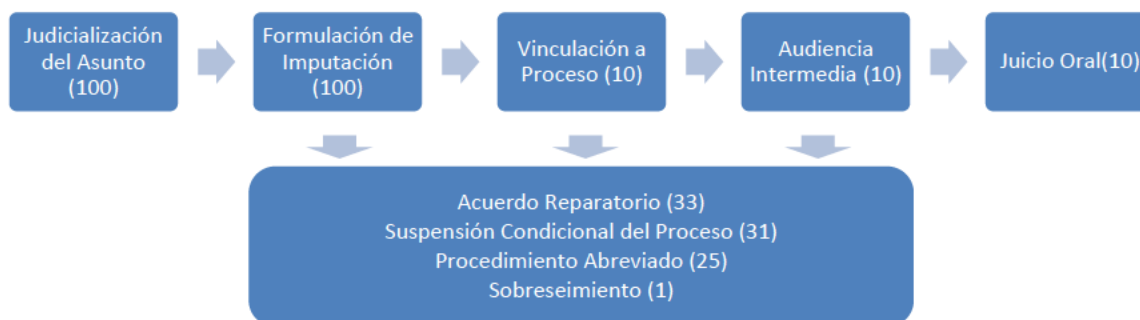 Judicialización
del Asunto
(100)
Formulación de
Imputación
(100)
Vinculación a
Proceso (10)
Audiencia
Intermedia (10)
Juicio Oral(10)
Acuerdo Reparatorio (33)
Suspensión Condicional del Proceso (31)
Procedimiento Abreviado (25)
Sobreseimiento (1)